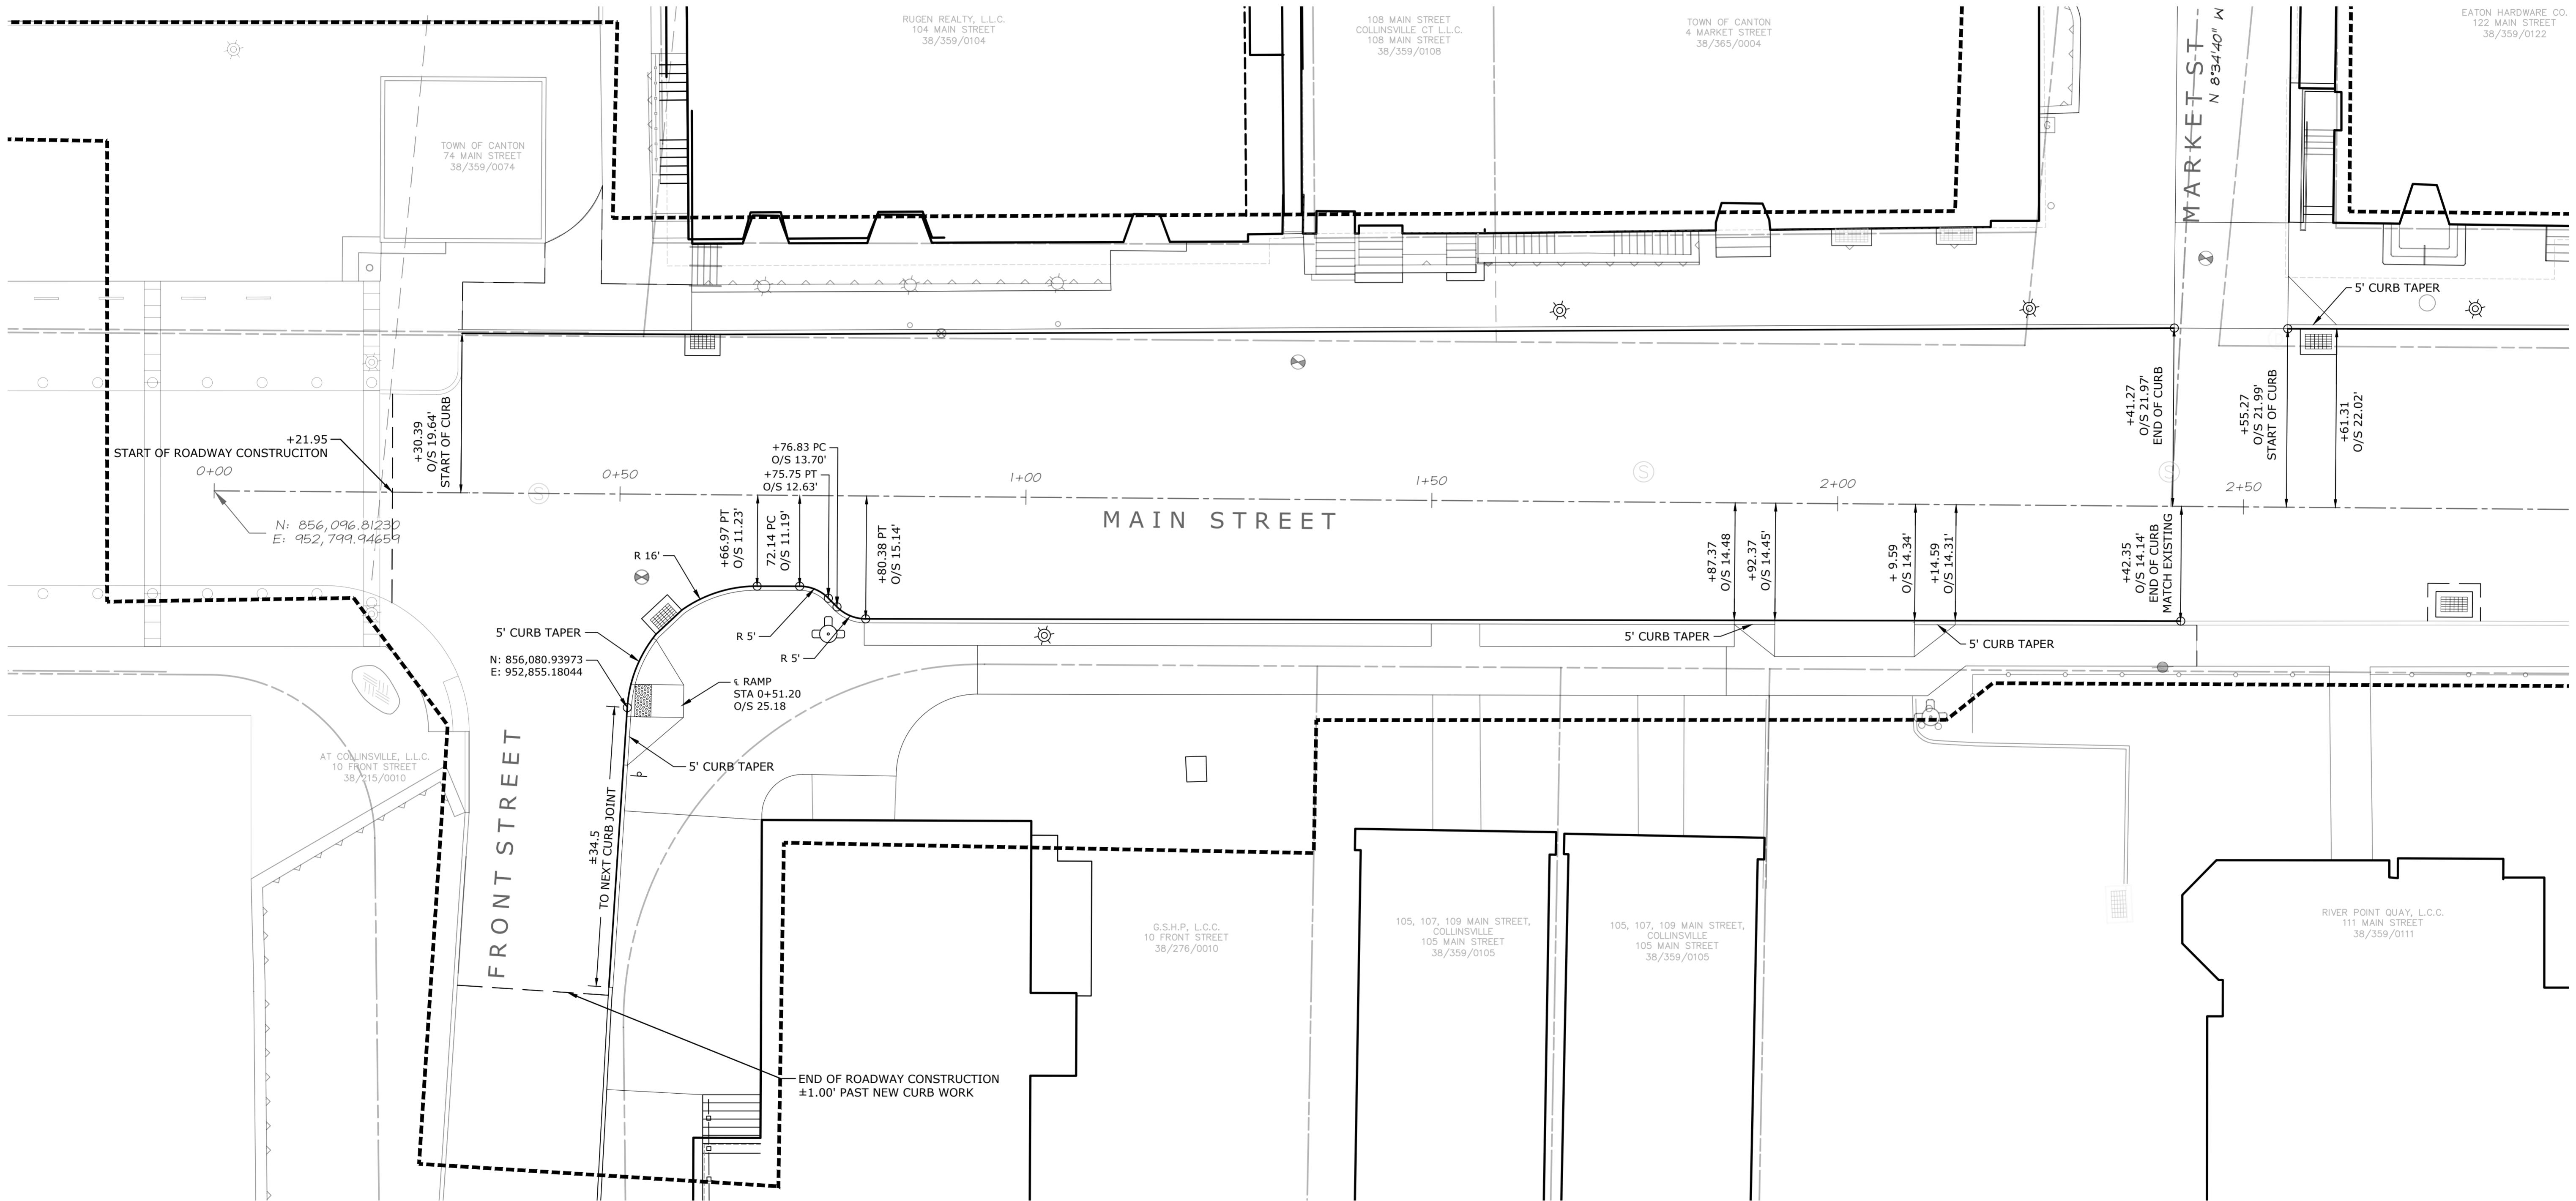 RUGEN REALTY, L.L.C.
104 MAIN STREET
38/359/0104
108 MAIN STREET
COLLINSVILLE CT L.L.C.
108 MAIN STREET
38/359/0108
TOWN OF CANTON
4 MARKET STREET
38/365/0004
MARKET ST
N 8°34'40" W
EATON HARDWARE CO.
122 MAIN STREET
38/359/0122
TOWN OF CANTON
74 MAIN STREET
38/359/0074
G
5' CURB TAPER
+21.95
START OF ROADWAY CONSTRUCITON
+30.39
O/S 19.64'
START OF CURB
+41.27
O/S 21.97'
END OF CURB
+55.27
O/S 21.99'
START OF CURB
+61.31
O/S 22.02'
0+00
0+50
1+00
1+50
2+00
2+50
S
S
S
N: 856,096.81230
E: 952,799.94659
+76.83 PC
O/S 13.70'
+75.75 PT
O/S 12.63'
MAIN STREET
+66.97 PT
O/S 11.23'
72.14 PC
O/S 11.19'
+80.38 PT
O/S 15.14'
R 16'
R 5'
R 5'
+87.37
O/S 14.48
+92.37
O/S 14.45'
+ 9.59
O/S 14.34'
+14.59
O/S 14.31'
+42.35
O/S 14.14'
END OF CURB
MATCH EXISTING
5' CURB TAPER
5' CURB TAPER
5' CURB TAPER
N: 856,080.93973
E: 952,855.18044
℄ RAMP
STA 0+51.20
O/S 25.18
5' CURB TAPER
AT COLLINSVILLE, L.L.C.
10 FRONT STREET
38/215/0010
FRONT STREET
±34.5
TO NEXT CURB JOINT
END OF ROADWAY CONSTRUCTION
±1.00' PAST NEW CURB WORK
G.S.H.P, L.C.C.
10 FRONT STREET
38/276/0010
105, 107, 109 MAIN STREET,
COLLINSVILLE
105 MAIN STREET
38/359/0105
105, 107, 109 MAIN STREET,
COLLINSVILLE
105 MAIN STREET
38/359/0105
RIVER POINT QUAY, L.C.C.
111 MAIN STREET
38/359/0111